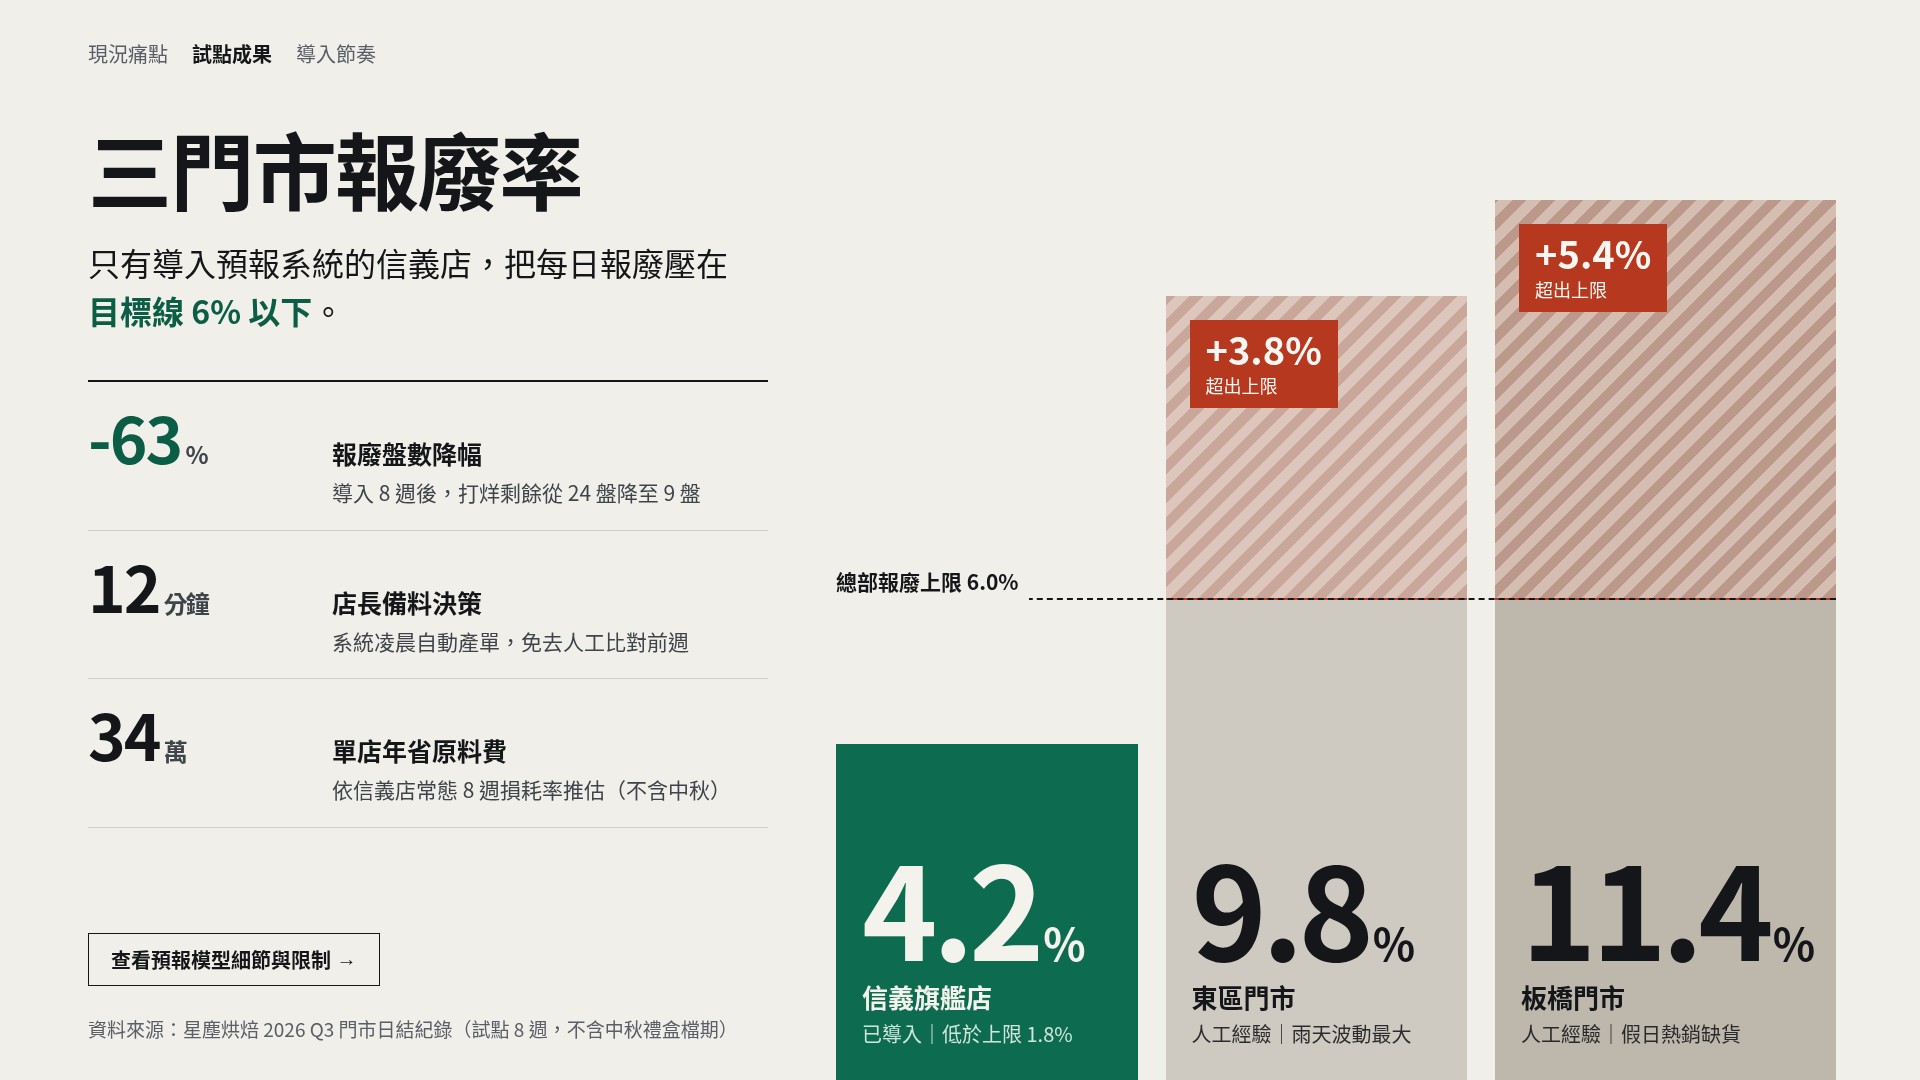 現況痛點 試點成果 導入節奏
三門市報廢率
只有導入預報系統的信義店，把每日報廢壓在
目標線 6% 以下。
-63%
報廢盤數降幅
導入 8 週後，打烊剩餘從 24 盤降至 9 盤
12分鐘
店長備料決策
系統凌晨自動產單，免去人工比對前週
34萬
單店年省原料費
依信義店常態 8 週損耗率推估（不含中秋）
查看預報模型細節與限制 →
資料來源：星塵烘焙 2026 Q3 門市日結紀錄（試點 8 週，不含中秋禮盒檔期）
總部報廢上限 6.0%
4.2%
信義旗艦店
已導入｜低於上限 1.8%
+3.8%
超出上限
9.8%
東區門市
人工經驗｜雨天波動最大
+5.4%
超出上限
11.4%
板橋門市
人工經驗｜假日熱銷缺貨